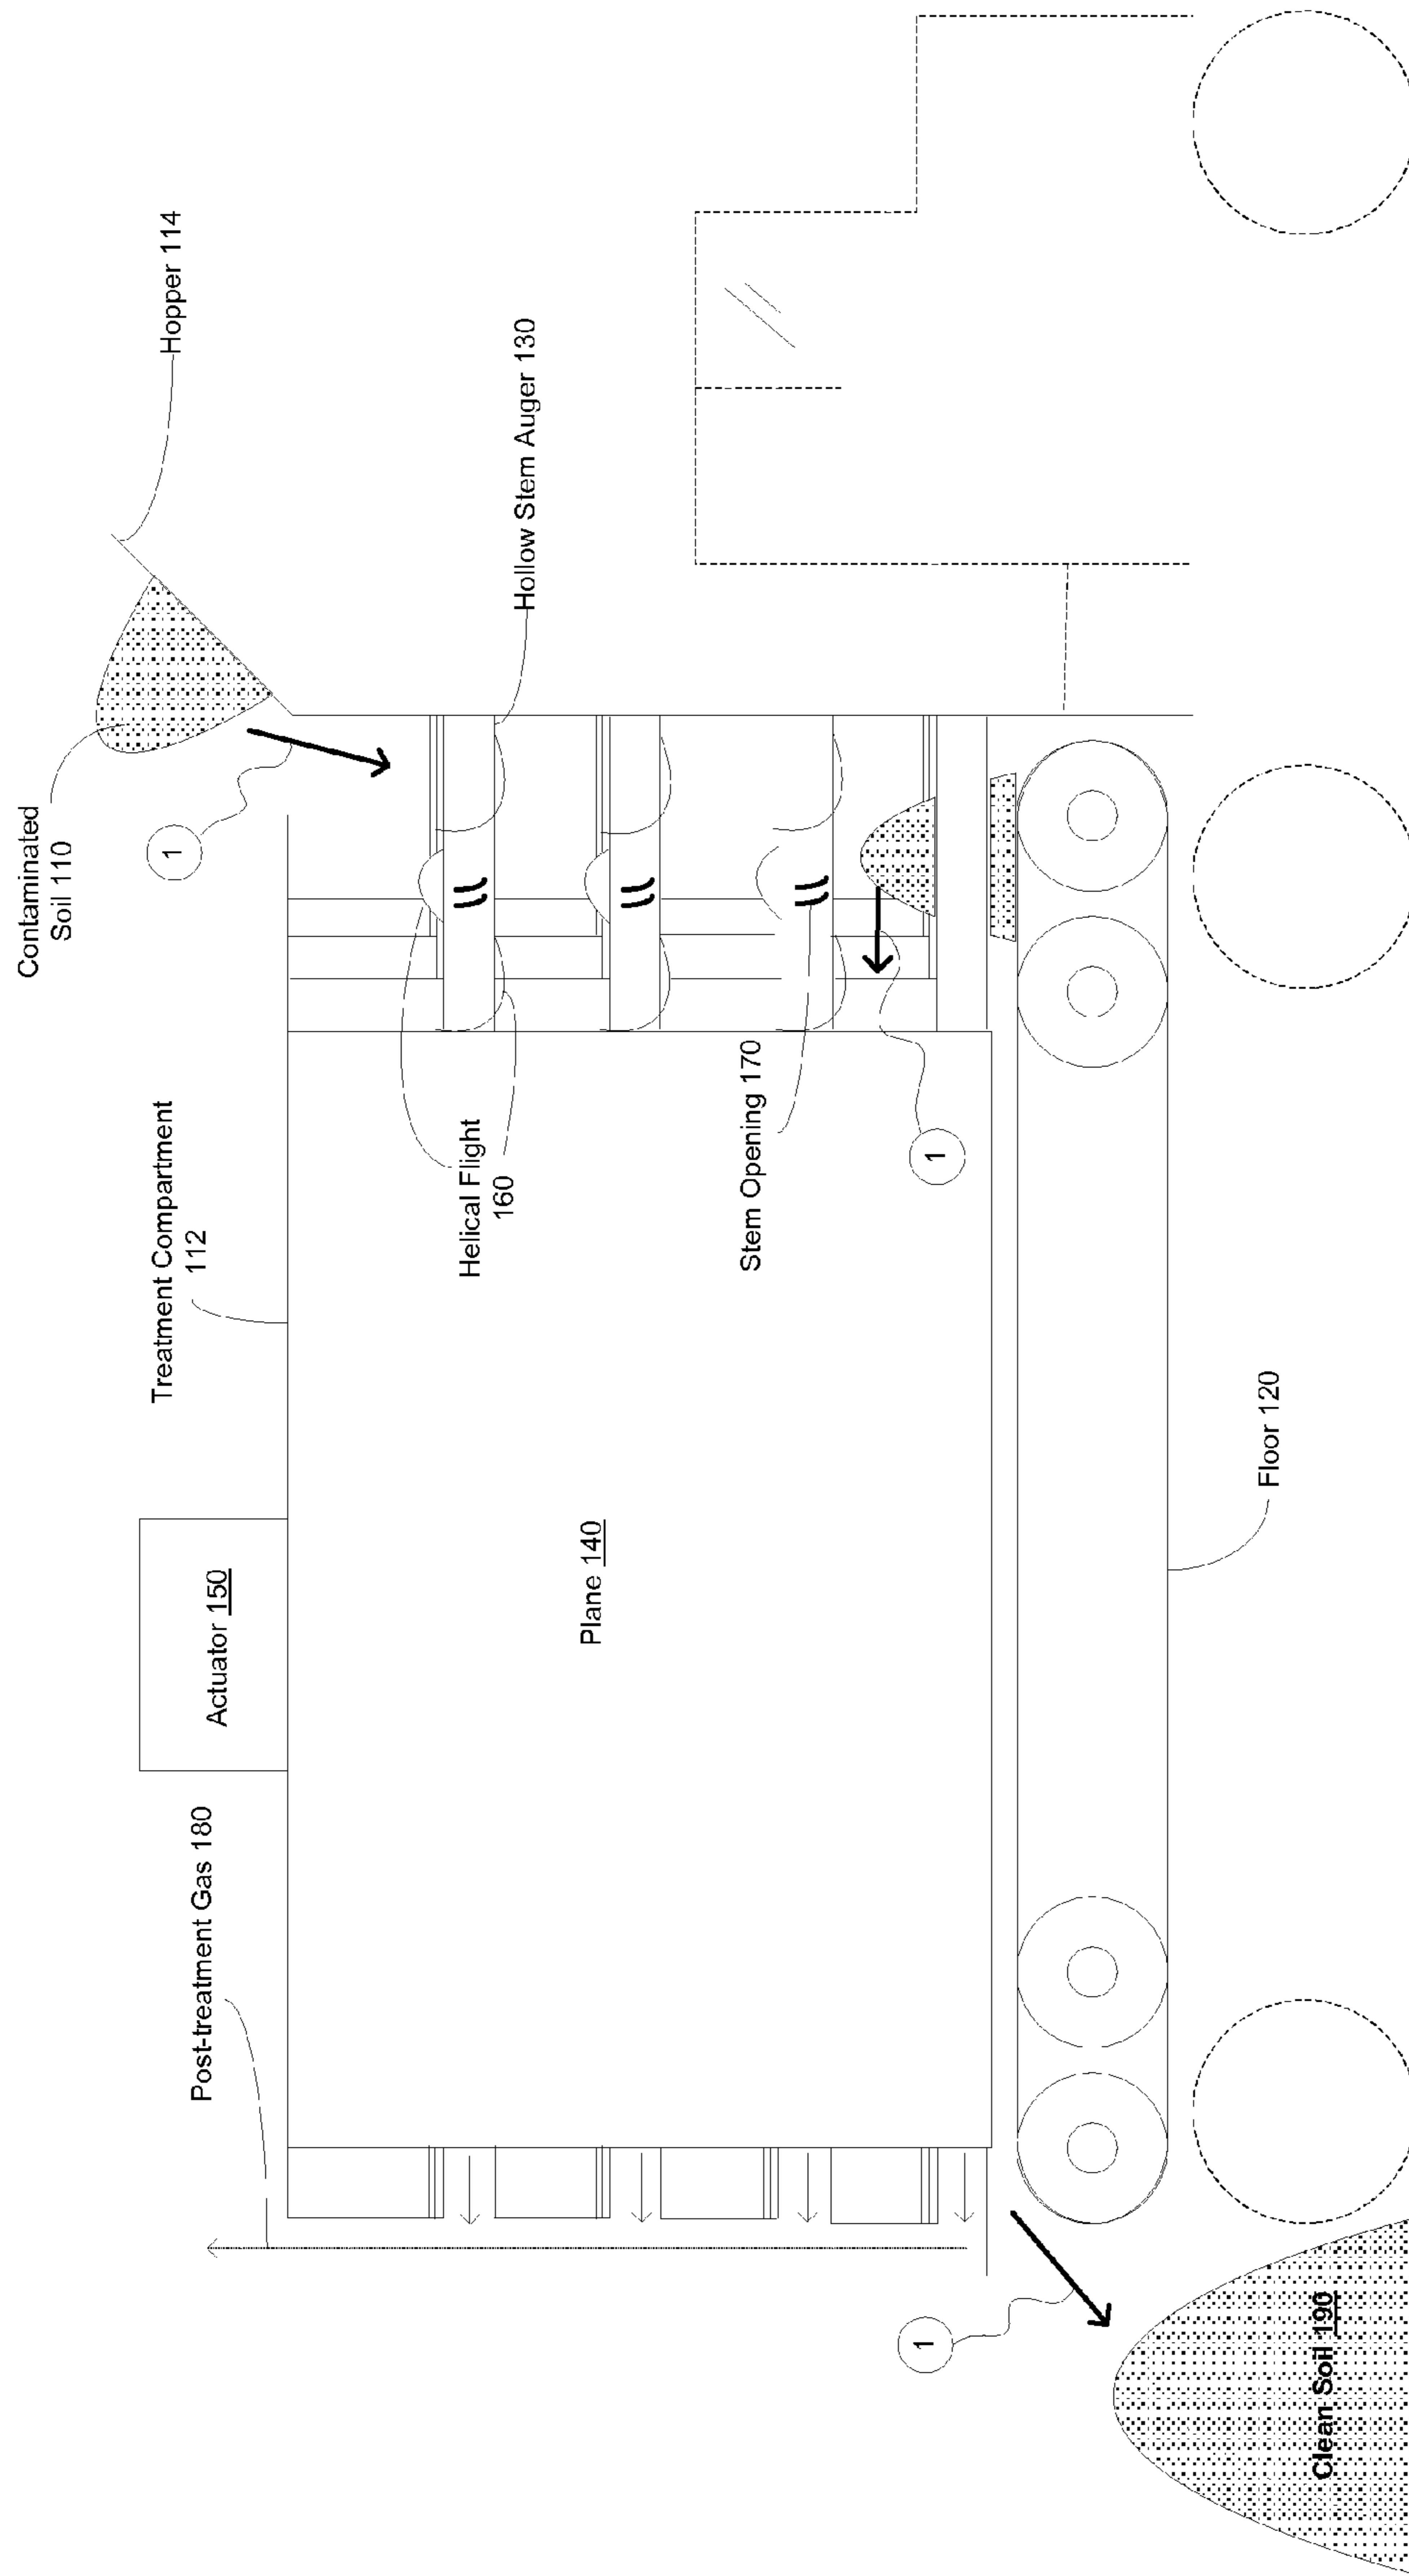 Contaminated
Soil 110
Hopper 114
1
Treatment Compartment
112
Actuator 150
Post-treatment Gas 180
Hollow Stem Auger 130
Helical Flight
160
Plane 140
Stem Opening 170
1
1
Floor 120
Clean Soil 190